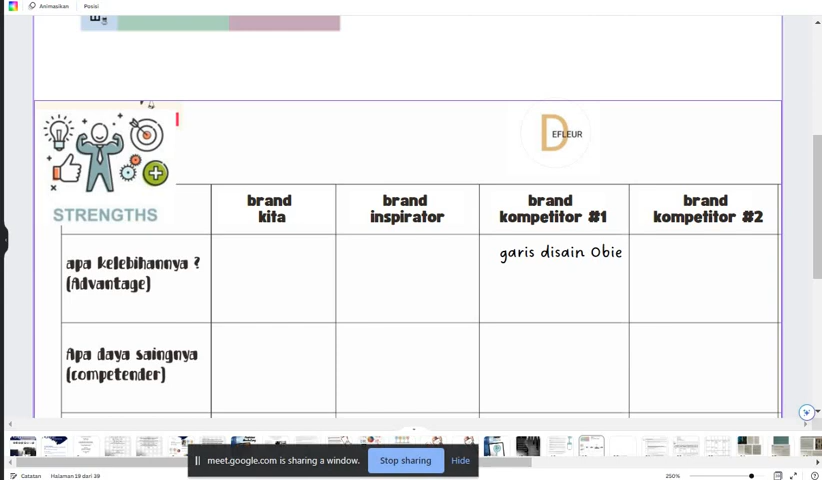 Animasikan Posisi
DEFLEUR
STRENGTHS
brand kita
brand inspirator
brand kompetitor #1
brand kompetitor #2
apa kelebihannya ?
(Advantage)
garis disain Obie
Apa daya saingnya
(competender)
meet.google.com is sharing a window.
Stop sharing
Hide
Catatan Halaman 19 dari 39
250%